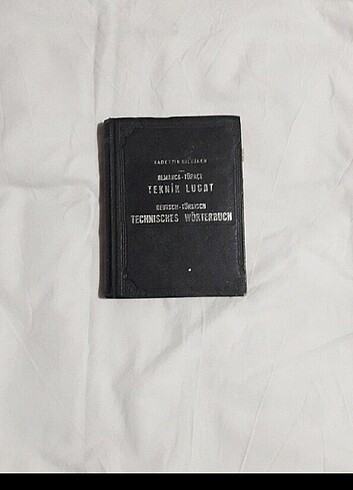 ALMANCA-TÜRKÇE
TEKNİK LUGAT
DEUTSCH-TÜRKISCH
TECHNISCHES WÖRTERBUCH